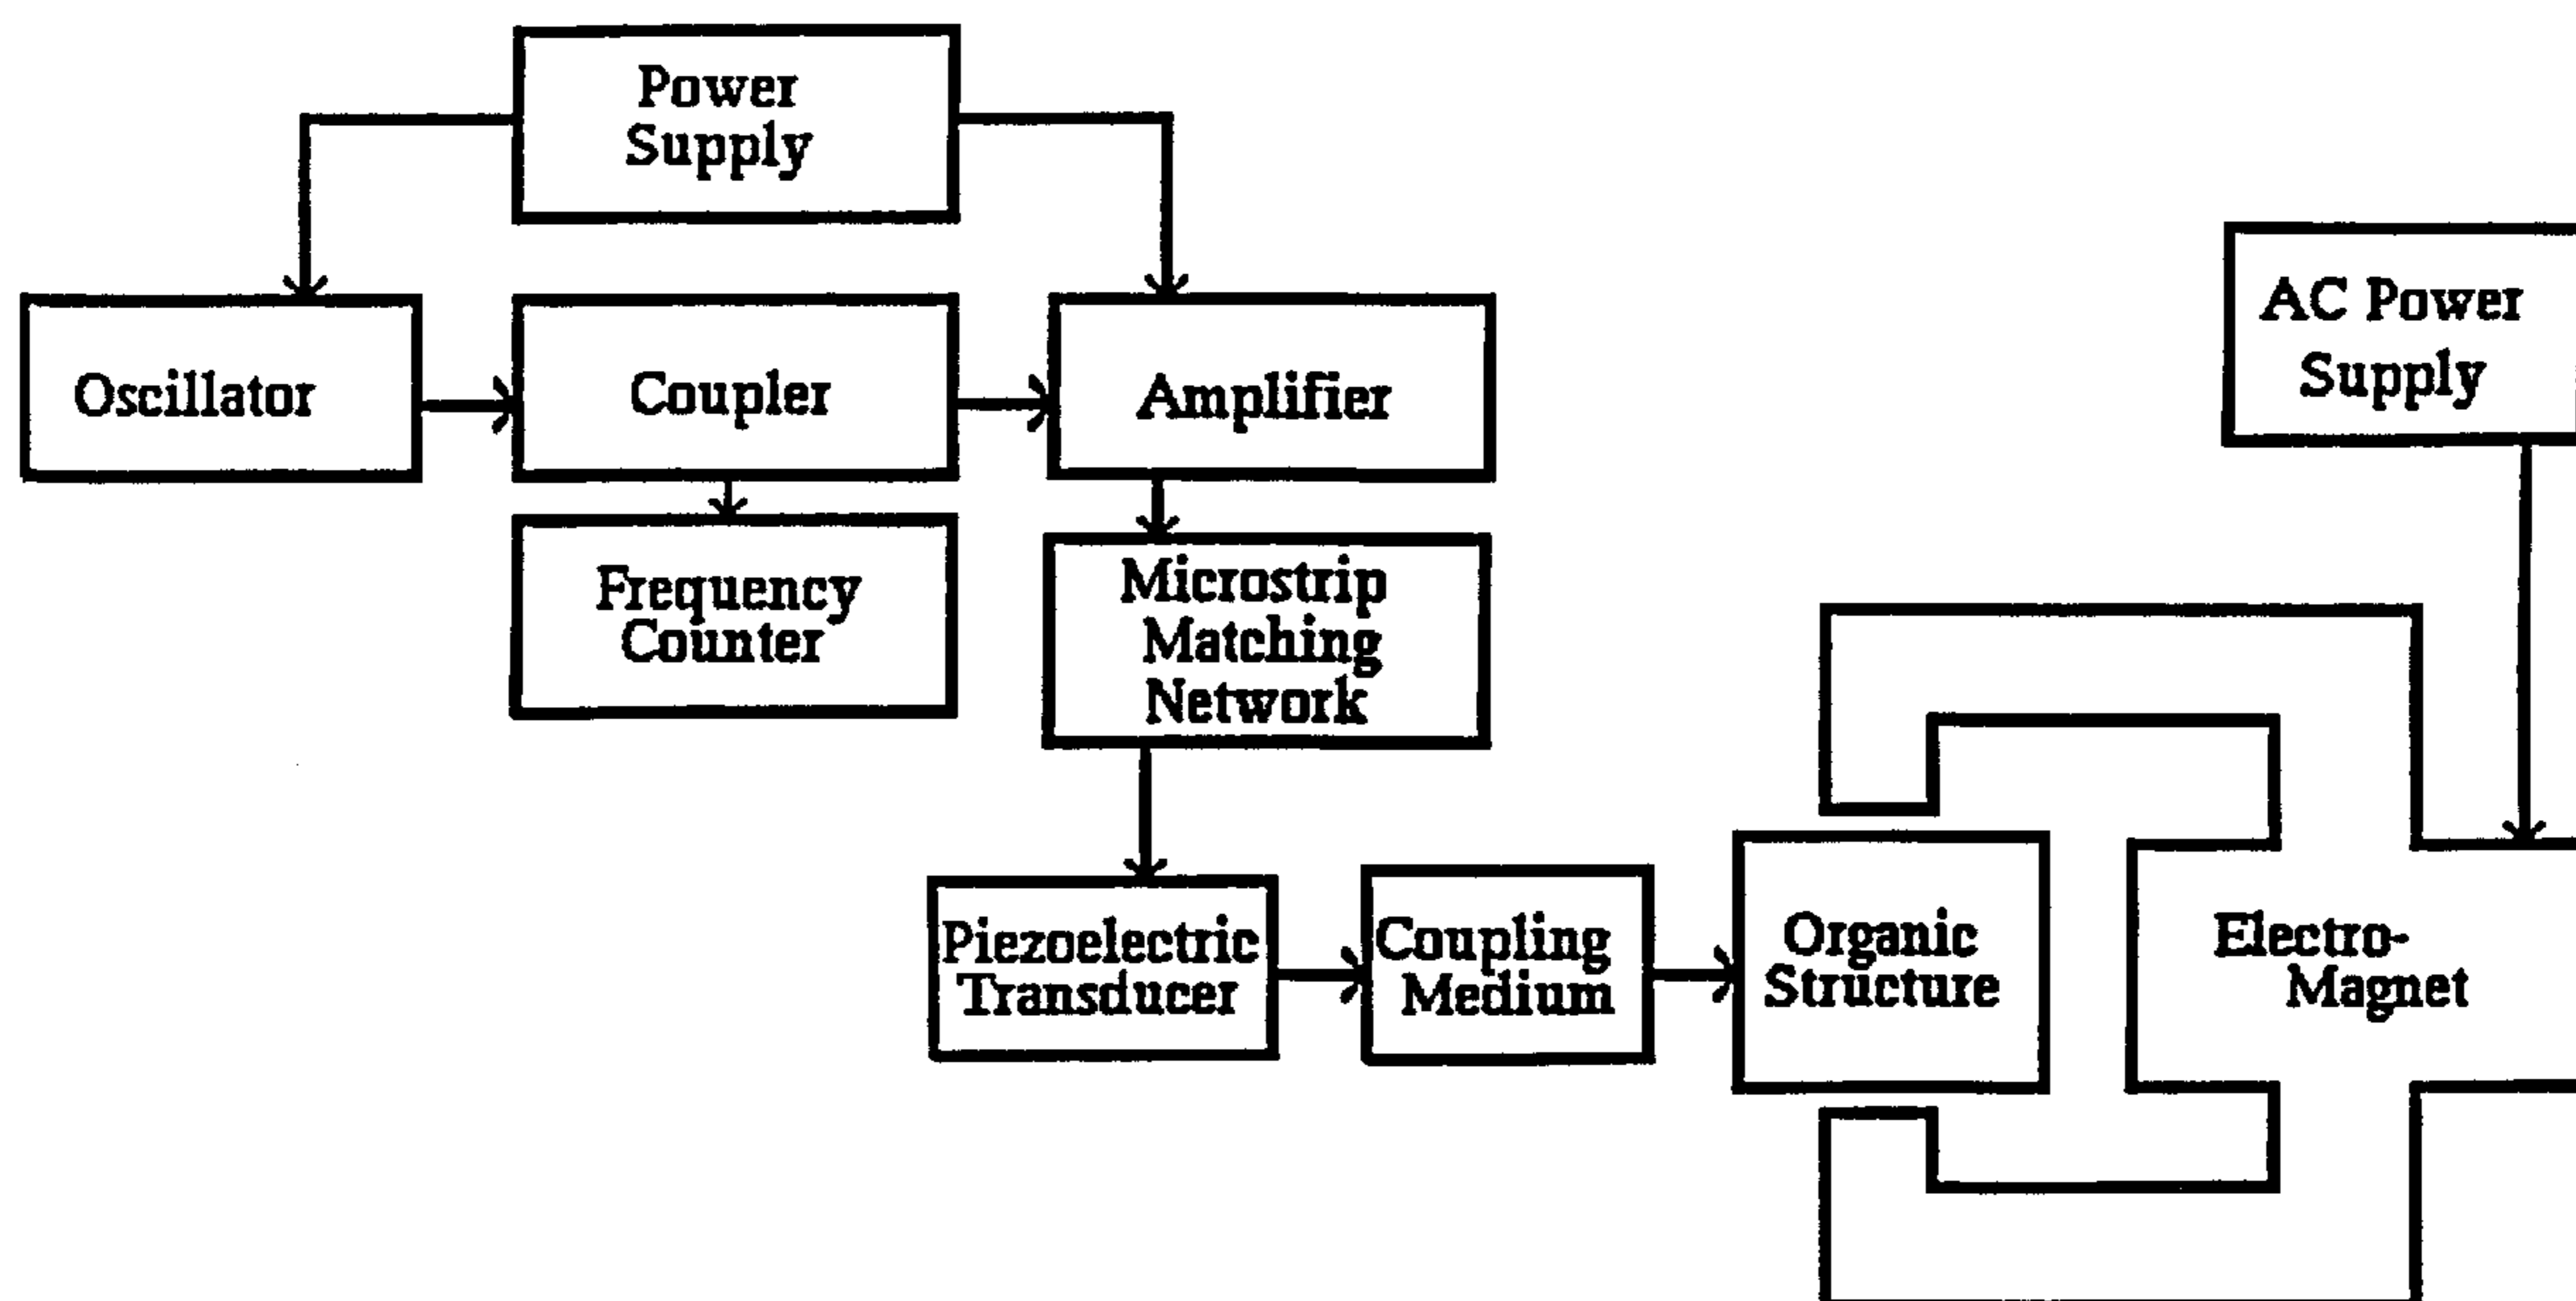 Power
Supply
AC Power
Supply
Oscillator
Coupler
Amplifier
Frequency
Counter
Microstrip
Matching
Network
Piezoelectric
Transducer
Coupling
Medium
Organic
Structure
Electro-
Magnet